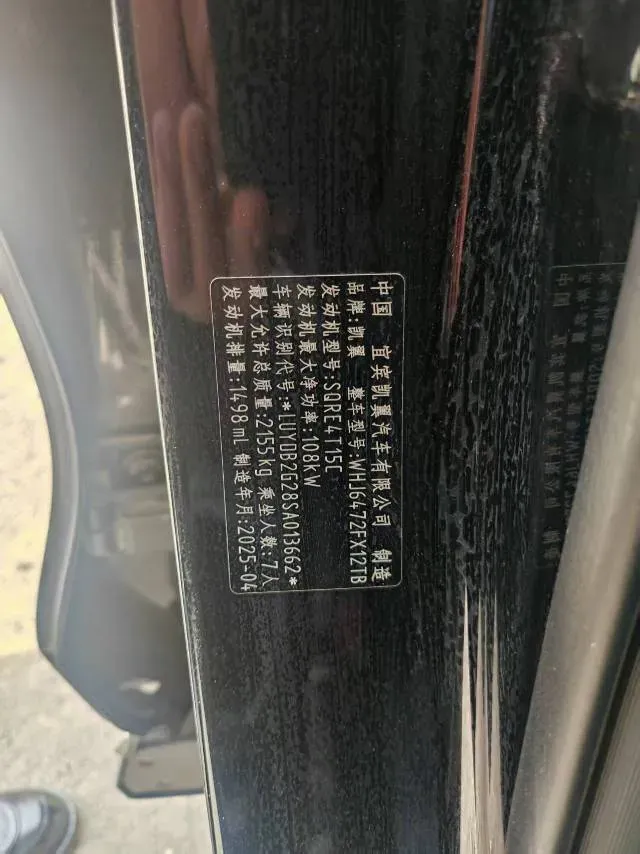 中国 宜宾凯翼汽车有限公司 制造
品牌:凯翼 整车型号:WHJ6472FX12TB
发动机型号:SQRE4T15C
发动机最大净功率:108kW
车辆识别代号:*LUYDB2G28SA013662*
最大允许总质量:2155kg 乘坐人数:7人
发动机排量:1498mL 制造年月:2025-04